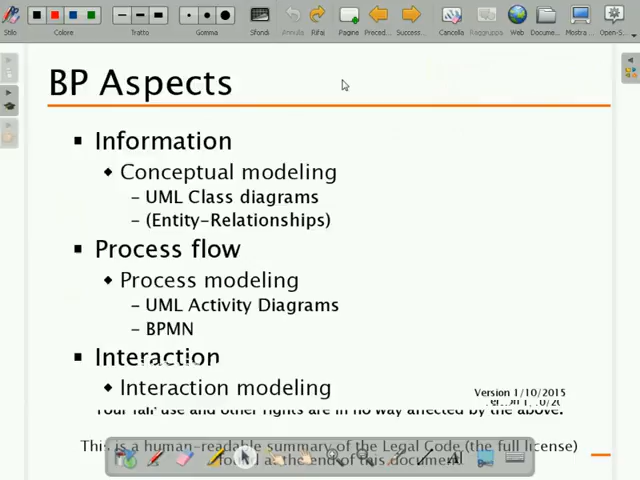 Stilo
Colore
Tratto
Gomma
Sfondi
Annulla
Rifai
Pagine
Preced...
Success...
Cancella
Raggruppa
Web
Docume...
Mostra ...
Open-S...
BP Aspects
Information
Conceptual modeling
– UML Class diagrams
– (Entity-Relationships)
Process flow
Process modeling
– UML Activity Diagrams
– BPMN
Interaction
Interaction modeling
Version 1/10/2015
Your fair use and other rights are in no way affected by the above.
This is a human-readable summary of the Legal Code (the full license)
found at the end of this document